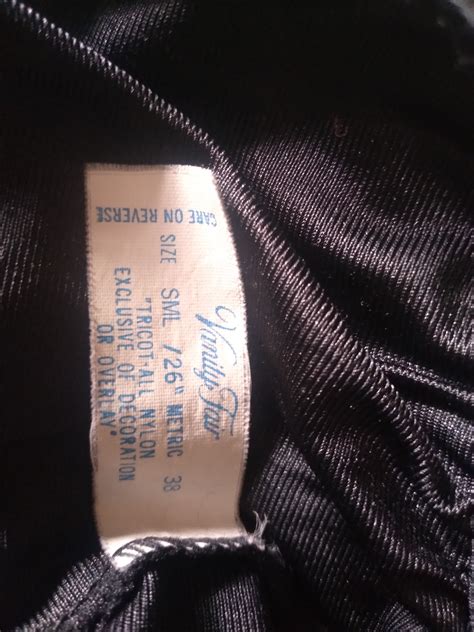 Vanity Fair
SIZE SML /26" METRIC 38
"TRICOT-ALL NYLON
EXCLUSIVE OF DECORATION
OR OVERLAY"
CARE ON REVERSE